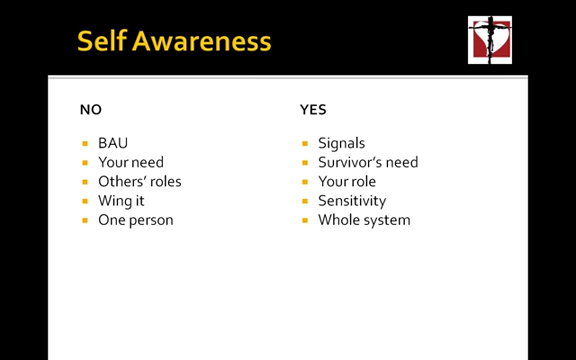 Self Awareness
NO
BAU
Your need
Others' roles
Wing it
One person
YES
Signals
Survivor's need
Your role
Sensitivity
Whole system